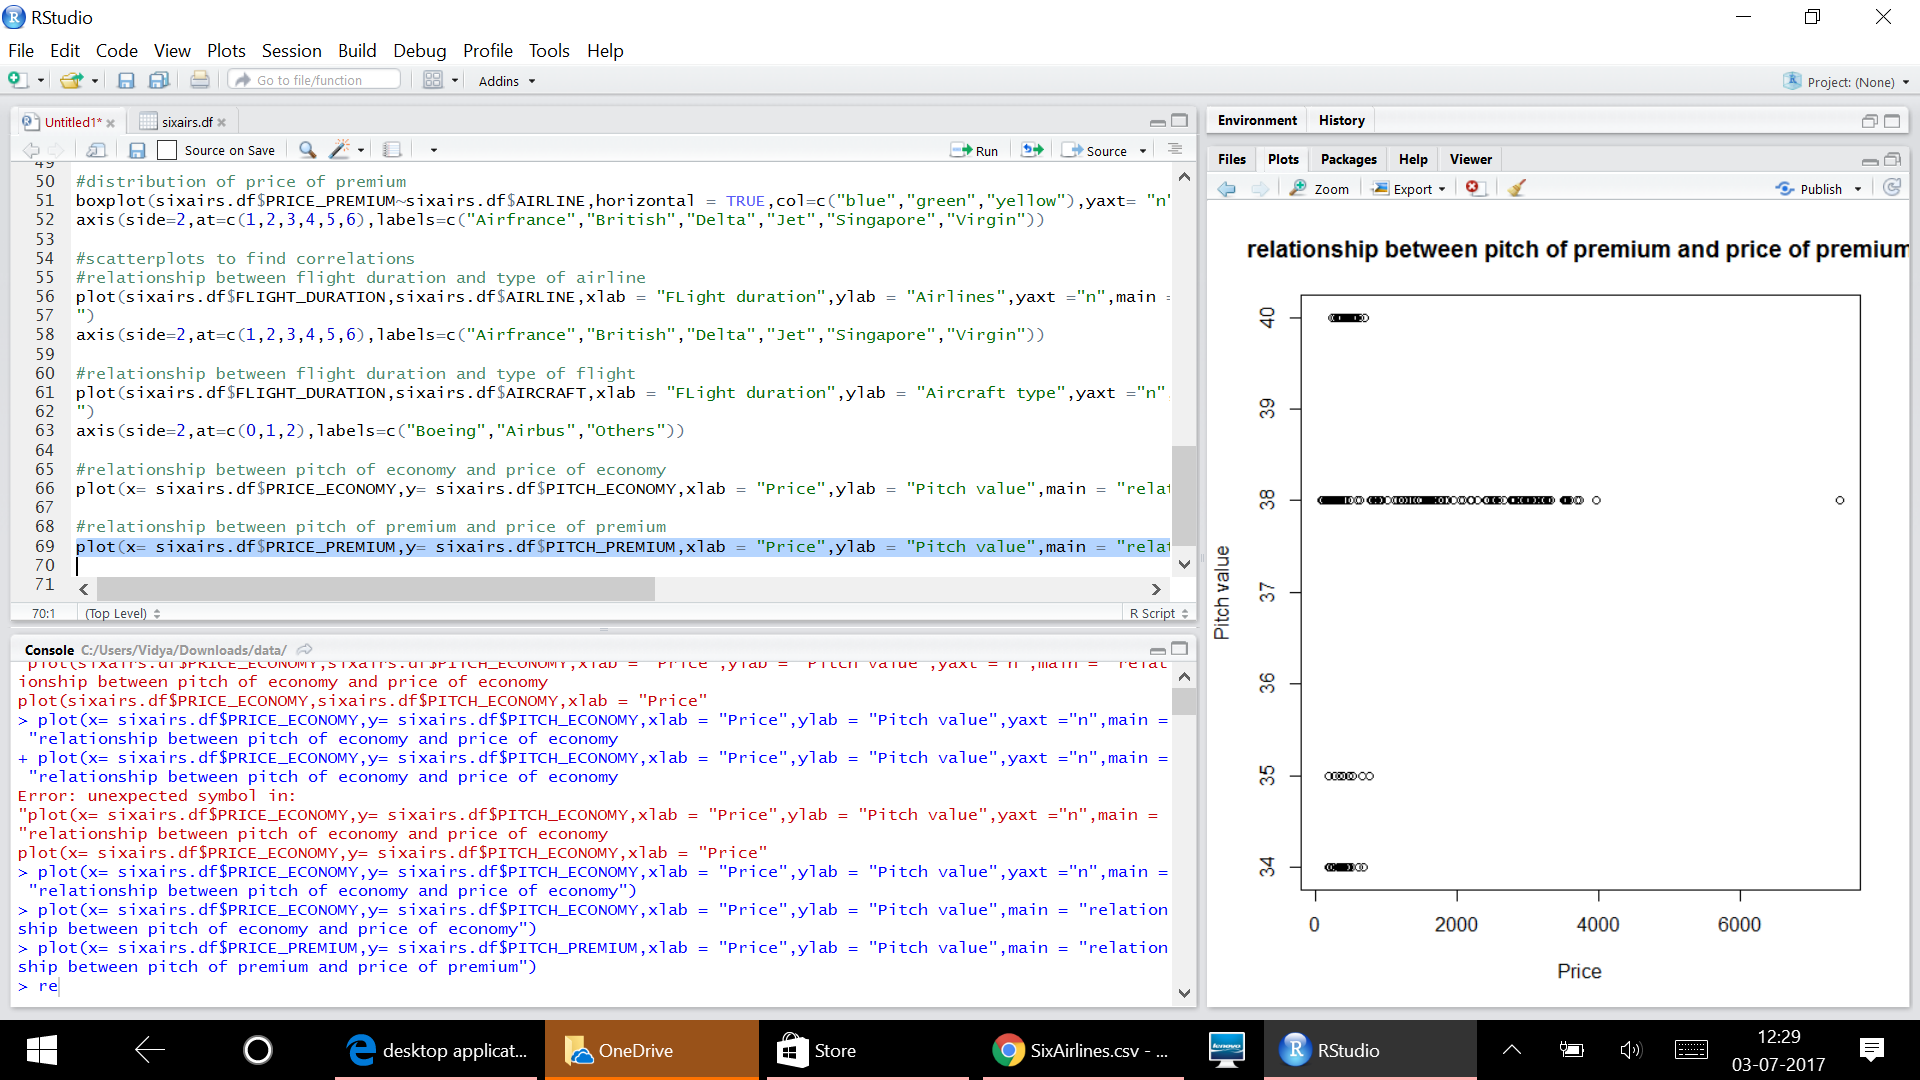 RStudio
File Edit Code View Plots Session Build Debug Profile Tools Help
Go to file/function Addins Project: (None)
Untitled1* sixairs.df
Source on Save Run Source
49
50 #distribution of price of premium
51 boxplot(sixairs.df$PRICE_PREMIUM~sixairs.df$AIRLINE,horizontal = TRUE,col=c("blue","green","yellow"),yaxt= "n"
52 axis(side=2,at=c(1,2,3,4,5,6),labels=c("Airfrance","British","Delta","Jet","Singapore","Virgin"))
53
54 #scatterplots to find correlations
55 #relationship between flight duration and type of airline
56 plot(sixairs.df$FLIGHT_DURATION,sixairs.df$AIRLINE,xlab = "FLight duration",ylab = "Airlines",yaxt ="n",main =
57 ")
58 axis(side=2,at=c(1,2,3,4,5,6),labels=c("Airfrance","British","Delta","Jet","Singapore","Virgin"))
59
60 #relationship between flight duration and type of flight
61 plot(sixairs.df$FLIGHT_DURATION,sixairs.df$AIRCRAFT,xlab = "FLight duration",ylab = "Aircraft type",yaxt ="n"
62 ")
63 axis(side=2,at=c(0,1,2),labels=c("Boeing","Airbus","Others"))
64
65 #relationship between pitch of economy and price of economy
66 plot(x= sixairs.df$PRICE_ECONOMY,y= sixairs.df$PITCH_ECONOMY,xlab = "Price",ylab = "Pitch value",main = "relat
67
68 #relationship between pitch of premium and price of premium
69 plot(x= sixairs.df$PRICE_PREMIUM,y= sixairs.df$PITCH_PREMIUM,xlab = "Price",ylab = "Pitch value",main = "relat
70
71
70:1 (Top Level) R Script
Console C:/Users/Vidya/Downloads/data/
plot(sixairs.df$PRICE_ECONOMY,sixairs.df$PITCH_ECONOMY,xlab = "Price",ylab = "Pitch value",yaxt ="n",main = "relat
ionship between pitch of economy and price of economy
plot(sixairs.df$PRICE_ECONOMY,sixairs.df$PITCH_ECONOMY,xlab = "Price"
> plot(x= sixairs.df$PRICE_ECONOMY,y= sixairs.df$PITCH_ECONOMY,xlab = "Price",ylab = "Pitch value",yaxt ="n",main =
"relationship between pitch of economy and price of economy
+ plot(x= sixairs.df$PRICE_ECONOMY,y= sixairs.df$PITCH_ECONOMY,xlab = "Price",ylab = "Pitch value",yaxt ="n",main =
"relationship between pitch of economy and price of economy
Error: unexpected symbol in:
"plot(x= sixairs.df$PRICE_ECONOMY,y= sixairs.df$PITCH_ECONOMY,xlab = "Price",ylab = "Pitch value",yaxt ="n",main =
"relationship between pitch of economy and price of economy
plot(x= sixairs.df$PRICE_ECONOMY,y= sixairs.df$PITCH_ECONOMY,xlab = "Price"
> plot(x= sixairs.df$PRICE_ECONOMY,y= sixairs.df$PITCH_ECONOMY,xlab = "Price",ylab = "Pitch value",yaxt ="n",main =
"relationship between pitch of economy and price of economy")
> plot(x= sixairs.df$PRICE_ECONOMY,y= sixairs.df$PITCH_ECONOMY,xlab = "Price",ylab = "Pitch value",main = "relation
ship between pitch of economy and price of economy")
> plot(x= sixairs.df$PRICE_PREMIUM,y= sixairs.df$PITCH_PREMIUM,xlab = "Price",ylab = "Pitch value",main = "relation
ship between pitch of premium and price of premium")
> re
Environment History
Files Plots Packages Help Viewer
Zoom Export Publish
relationship between pitch of premium and price of premium
Pitch value
40
39
38
37
36
35
34
0 2000 4000 6000
Price
desktop applicat... OneDrive Store SixAirlines.csv - ... lenovo R RStudio
12:29
03-07-2017